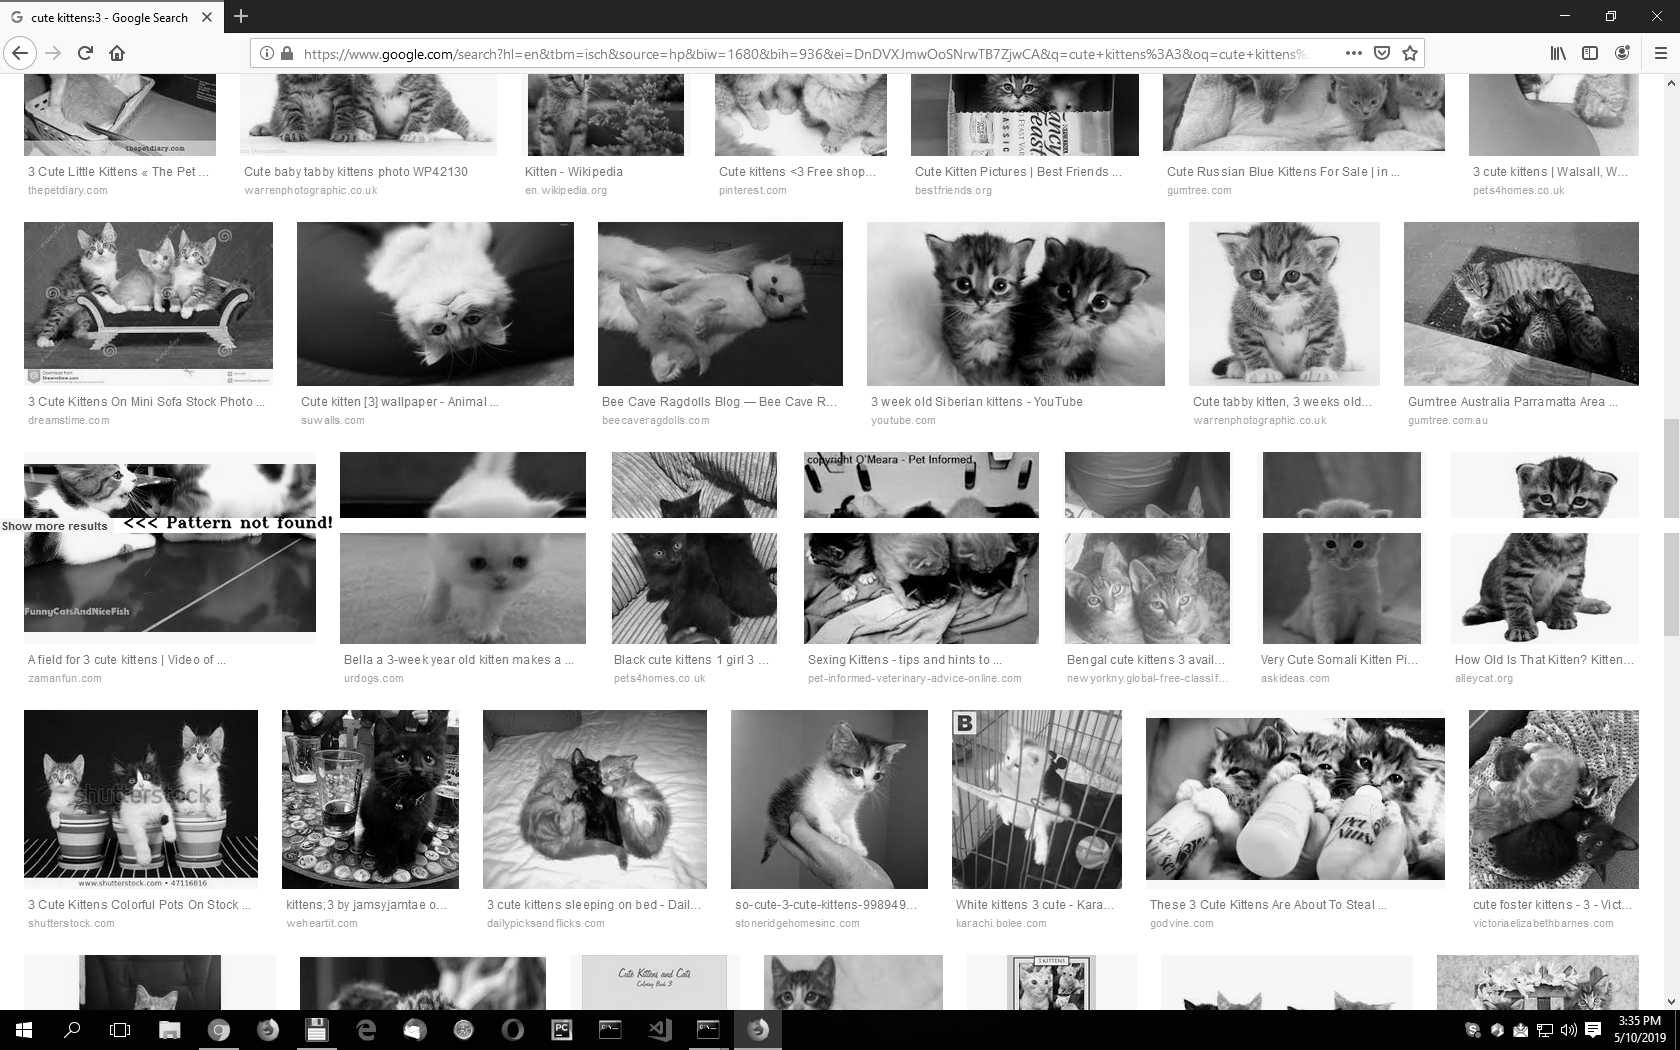 cute kittens:3 - Google Search
https://www.google.com/search?hl=en&tbm=isch&source=hp&biw=1680&bih=936&ei=DnDVXJmwOoSNrwTB7ZjwCA&q=cute+kittens%3A3&oq=cute+kittens%
thepetdiary.com
CLASSIC
Fancy Feast
3 Cute Little Kittens « The Pet ...
thepetdiary.com
Cute baby tabby kittens photo WP42130
warrenphotographic.co.uk
Kitten - Wikipedia
en.wikipedia.org
Cute kittens <3 Free shop...
pinterest.com
Cute Kitten Pictures | Best Friends ...
bestfriends.org
Cute Russian Blue Kittens For Sale | in ...
gumtree.com
3 cute kittens | Walsall, W...
pets4homes.co.uk
3 Cute Kittens On Mini Sofa Stock Photo ...
dreamstime.com
Cute kitten [3] wallpaper - Animal ...
suwalls.com
Bee Cave Ragdolls Blog — Bee Cave R...
beecaveragdolls.com
3 week old Siberian kittens - YouTube
youtube.com
Cute tabby kitten, 3 weeks old...
warrenphotographic.co.uk
Gumtree Australia Parramatta Area ...
gumtree.com.au
copyright O'Meara - Pet Informed
Show more results
<<< Pattern not found!
FunnyCatsAndNiceFish
A field for 3 cute kittens | Video of ...
zamanfun.com
Bella a 3-week year old kitten makes a ...
urdogs.com
Black cute kittens 1 girl 3 ...
pets4homes.co.uk
Sexing Kittens - tips and hints to ...
pet-informed-veterinary-advice-online.com
Bengal cute kittens 3 avail...
newyorkny.global-free-classif...
Very Cute Somali Kitten Pi...
askideas.com
How Old Is That Kitten? Kitten...
alleycat.org
shutterstock
B
www.shutterstock.com • 47116816
3 Cute Kittens Colorful Pots On Stock ...
shutterstock.com
kittens;3 by jamsyjamtae o...
weheartit.com
3 cute kittens sleeping on bed - Dail...
dailypicksandflicks.com
so-cute-3-cute-kittens-998949...
stoneridgehomesinc.com
White kittens 3 cute - Kara...
karachi.bolee.com
These 3 Cute Kittens Are About To Steal ...
godvine.com
cute foster kittens - 3 - Vict...
victoriaelizabethbarnes.com
Cute Kittens and Cats
Coloring Book 3
3 KITTENS
PC
3:35 PM
5/10/2019